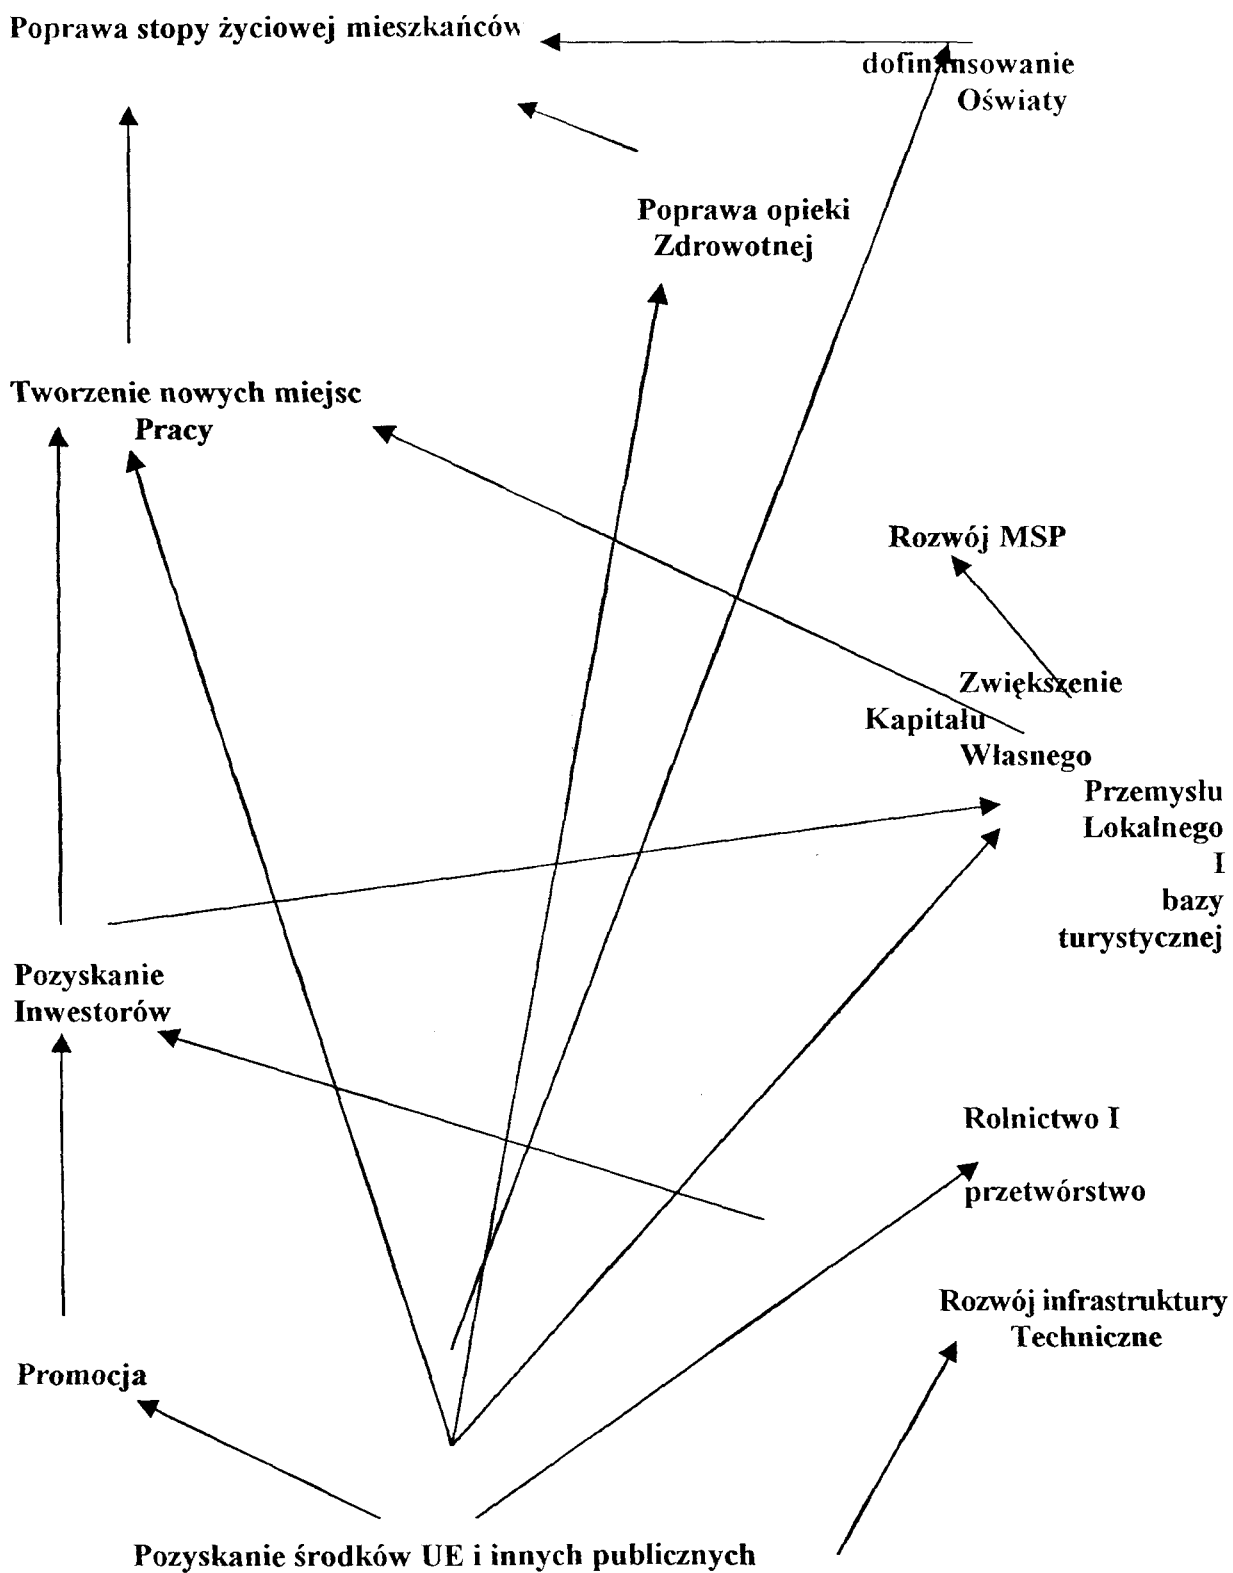 Poprawa stopy życiowej mieszkańców
dofinansowanie
Oświaty
Poprawa opieki
Zdrowotnej
Tworzenie nowych miejsc
Pracy
Rozwój MSP
Zwiększenie
Kapitału
Własnego
Przemysłu
Lokalnego
I
bazy
turystycznej
Pozyskanie
Inwestorów
Rolnictwo I
przetwórstwo
Rozwój infrastruktury
Techniczne
Promocja
Pozyskanie środków UE i innych publicznych